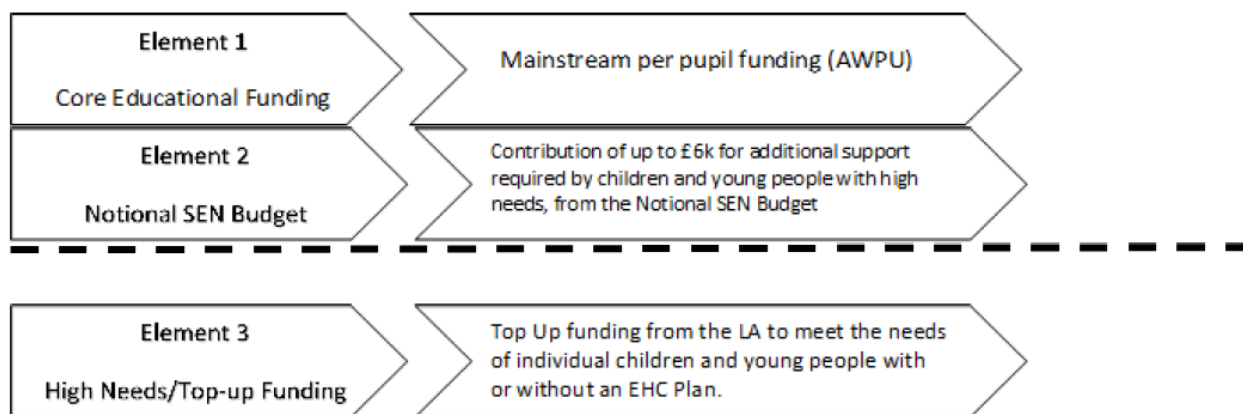 Element 1
Core Educational Funding
Mainstream per pupil funding (AWPU)
Element 2
Notional SEN Budget
Contribution of up to £6k for additional support
required by children and young people with high
needs, from the Notional SEN Budget
Element 3
High Needs/Top-up Funding
Top Up funding from the LA to meet the needs
of individual children and young people with
or without an EHC Plan.